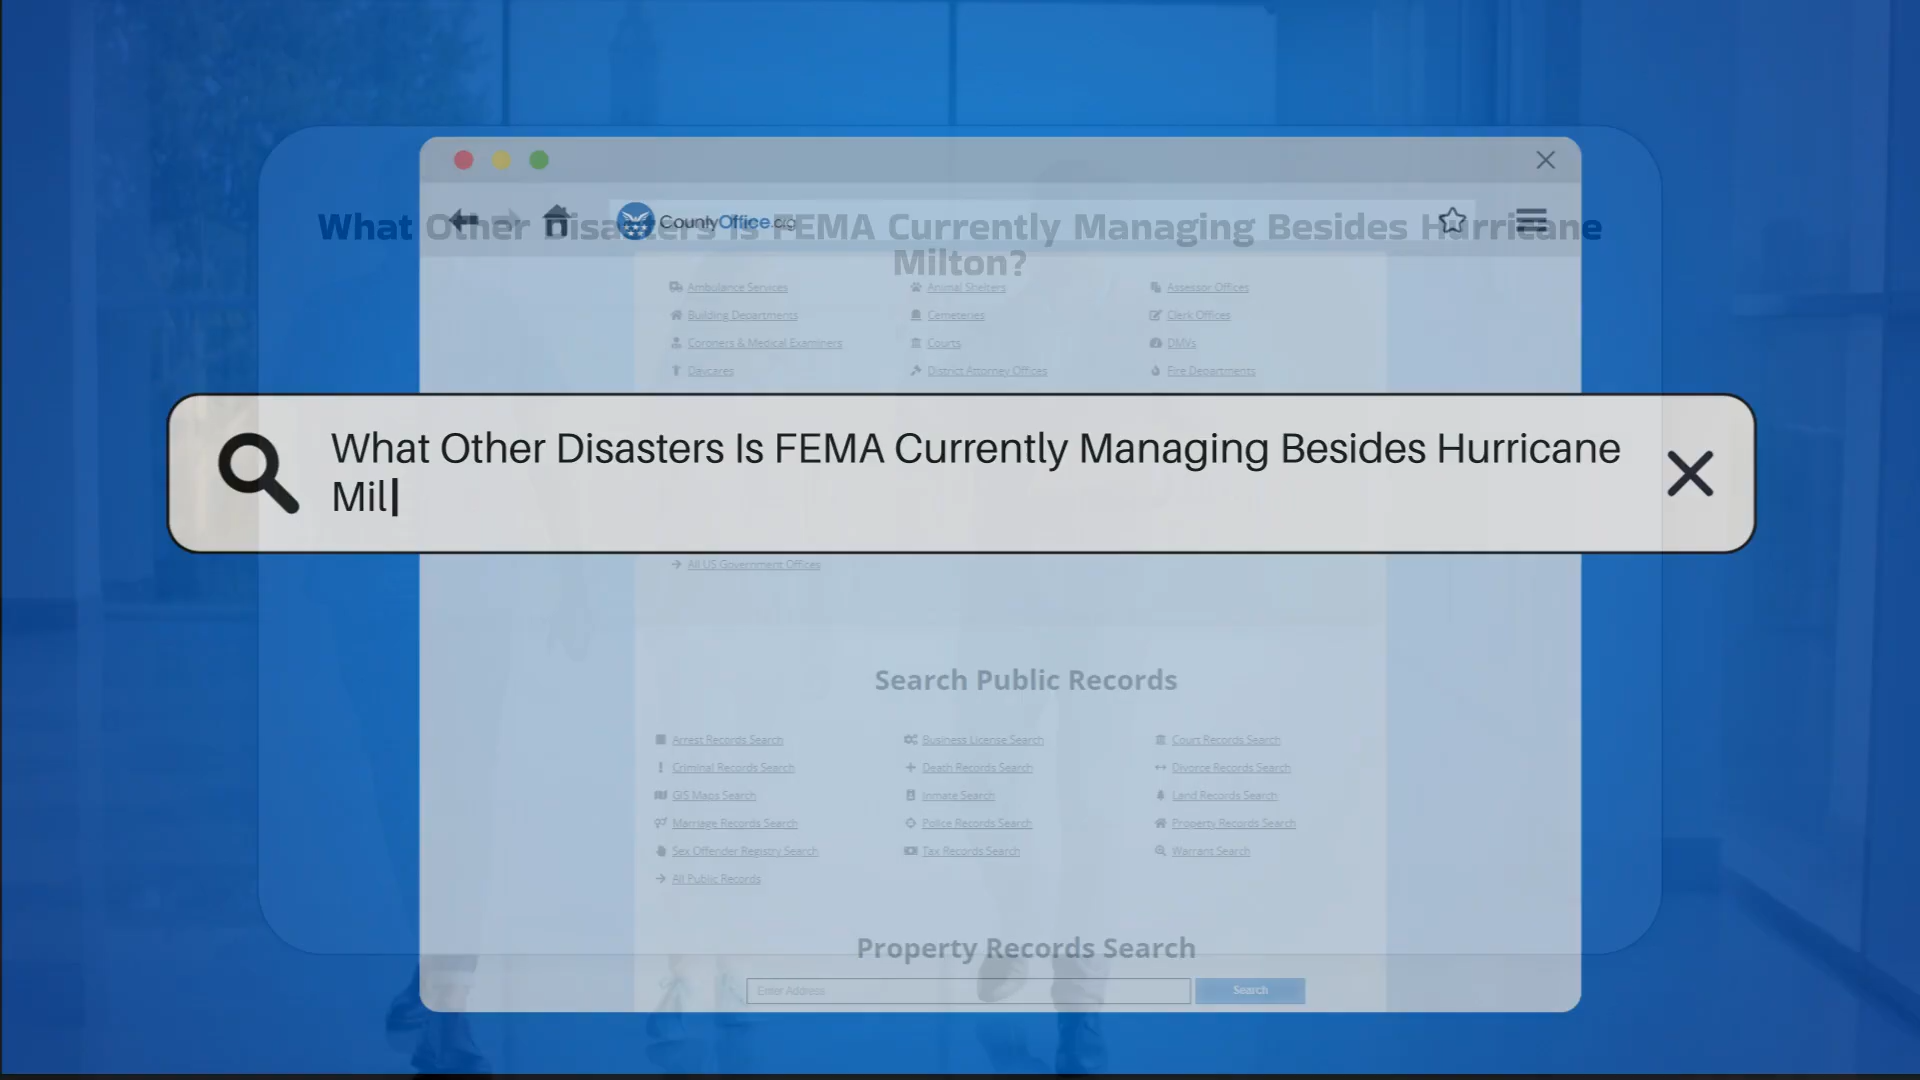 What Other Disasters Is FEMA Currently Managing Besides Hurricane
Milton?
CountyOffice.org
Ambulance Services
Animal Shelters
Assessor Offices
Building Departments
Cemeteries
Clerk Offices
Coroners & Medical Examiners
Courts
DMVs
Daycares
District Attorney Offices
Fire Departments
What Other Disasters Is FEMA Currently Managing Besides Hurricane
Mil
All US Government Offices
Search Public Records
Arrest Records Search
Business License Search
Court Records Search
Criminal Records Search
Death Records Search
Divorce Records Search
GIS Maps Search
Inmate Search
Land Records Search
Marriage Records Search
Police Records Search
Property Records Search
Sex Offender Registry Search
Tax Records Search
Warrant Search
All Public Records
Property Records Search
Enter Address
Search